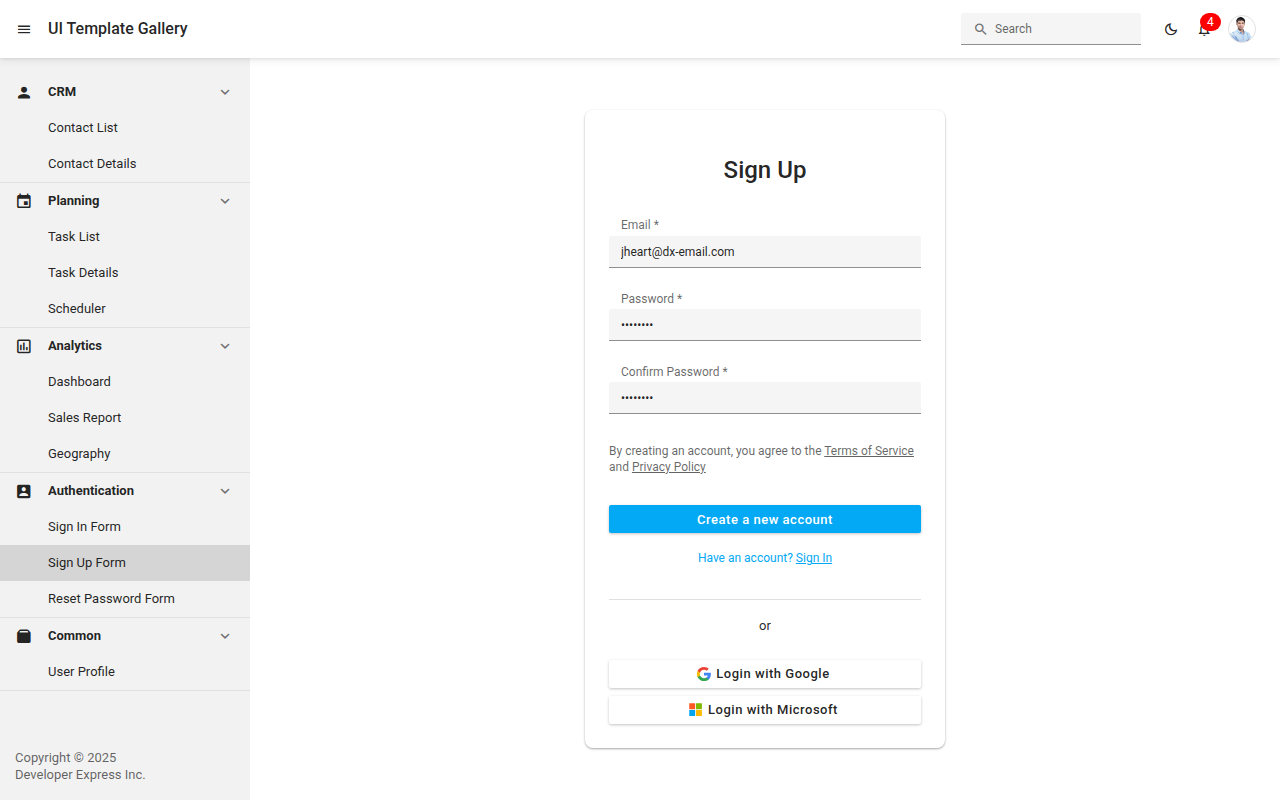 UI Template Gallery
Search
4
CRM
Contact List
Contact Details
Planning
Task List
Task Details
Scheduler
Analytics
Dashboard
Sales Report
Geography
Authentication
Sign In Form
Sign Up Form
Reset Password Form
Common
User Profile
Copyright © 2025
Developer Express Inc.
Sign Up
Email *
jheart@dx-email.com
Password *
••••••••
Confirm Password *
••••••••
By creating an account, you agree to the Terms of Service
and Privacy Policy
Create a new account
Have an account? Sign In
or
Login with Google
Login with Microsoft